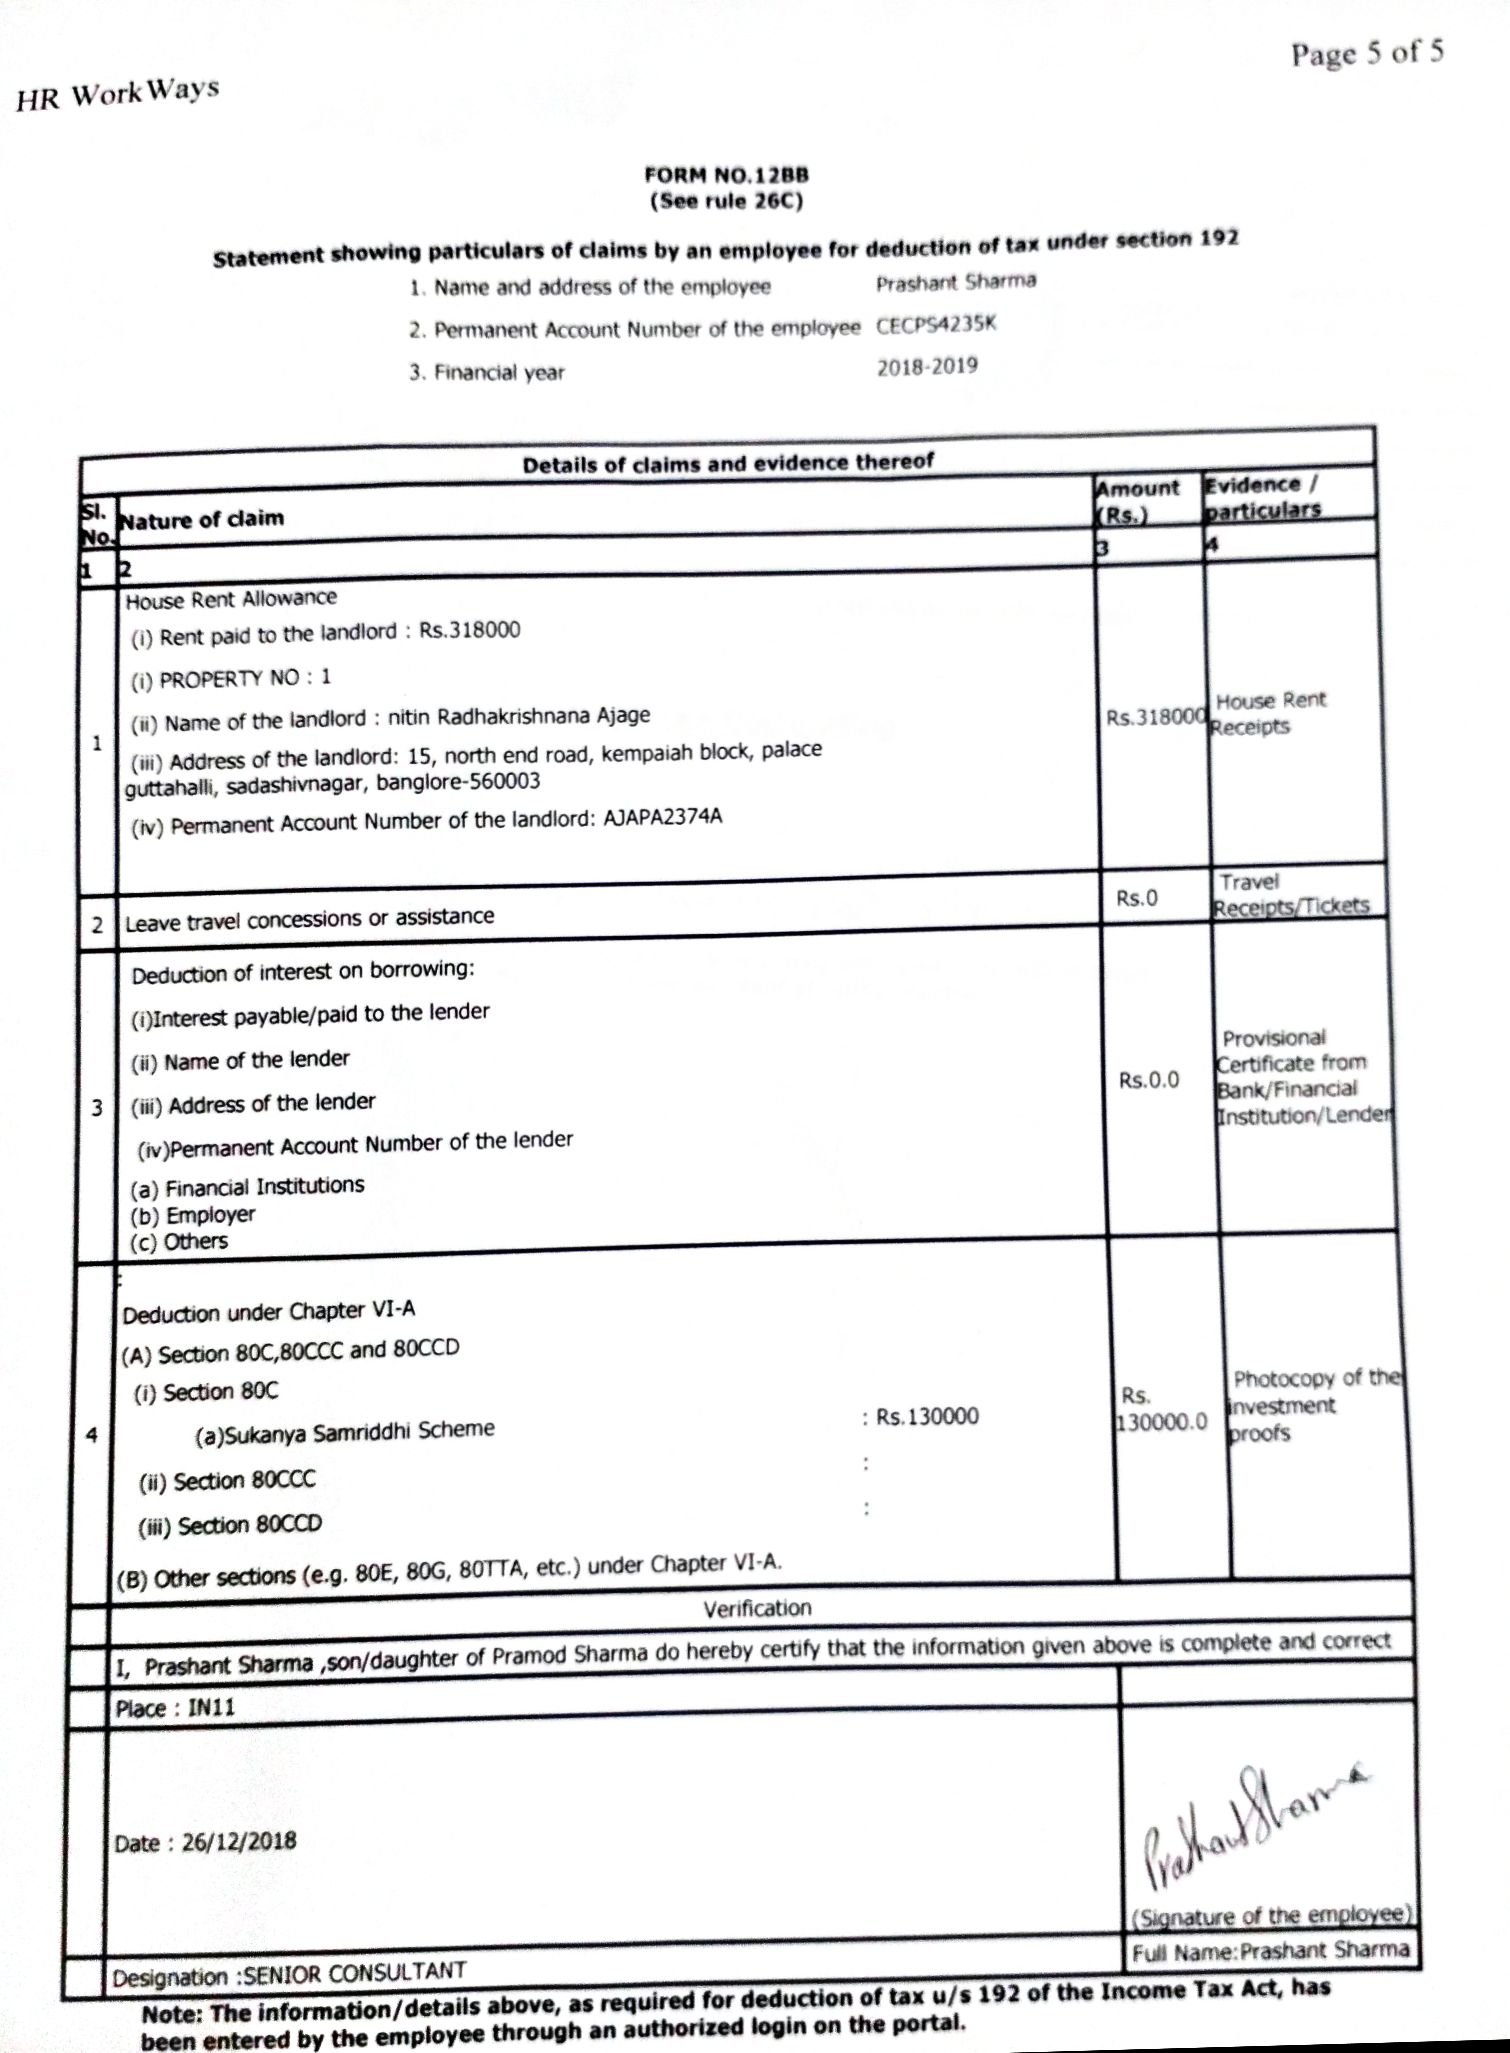 Page 5 of 5
HR WorkWays
FORM NO.12BB
(See rule 26C)
Statement showing particulars of claims by an employee for deduction of tax under section 192
1. Name and address of the employee Prashant Sharma
2. Permanent Account Number of the employee CECPS4235K
3. Financial year 2018-2019
Details of claims and evidence thereof
Sl. No. Nature of claim Amount (Rs.) Evidence / particulars
1 2 3 4
House Rent Allowance
(i) Rent paid to the landlord : Rs.318000
(i) PROPERTY NO : 1
(ii) Name of the landlord : nitin Radhakrishnana Ajage
1 Rs.318000 House Rent Receipts
(iii) Address of the landlord: 15, north end road, kempaiah block, palace
guttahalli, sadashivnagar, banglore-560003
(iv) Permanent Account Number of the landlord: AJAPA2374A
2 Leave travel concessions or assistance Rs.0 Travel Receipts/Tickets
Deduction of interest on borrowing:
(i)Interest payable/paid to the lender
(ii) Name of the lender
3 (iii) Address of the lender Rs.0.0 Provisional Certificate from Bank/Financial Institution/Lender
(iv)Permanent Account Number of the lender
(a) Financial Institutions
(b) Employer
(c) Others
:
Deduction under Chapter VI-A
(A) Section 80C,80CCC and 80CCD
(i) Section 80C
4 (a)Sukanya Samriddhi Scheme : Rs.130000 Rs. 130000.0 Photocopy of the investment proofs
(ii) Section 80CCC :
(iii) Section 80CCD :
(B) Other sections (e.g. 80E, 80G, 80TTA, etc.) under Chapter VI-A.
Verification
I, Prashant Sharma ,son/daughter of Pramod Sharma do hereby certify that the information given above is complete and correct
Place : IN11
Date : 26/12/2018
Prashant Sharma
(Signature of the employee)
Designation :SENIOR CONSULTANT Full Name:Prashant Sharma
Note: The information/details above, as required for deduction of tax u/s 192 of the Income Tax Act, has
been entered by the employee through an authorized login on the portal.